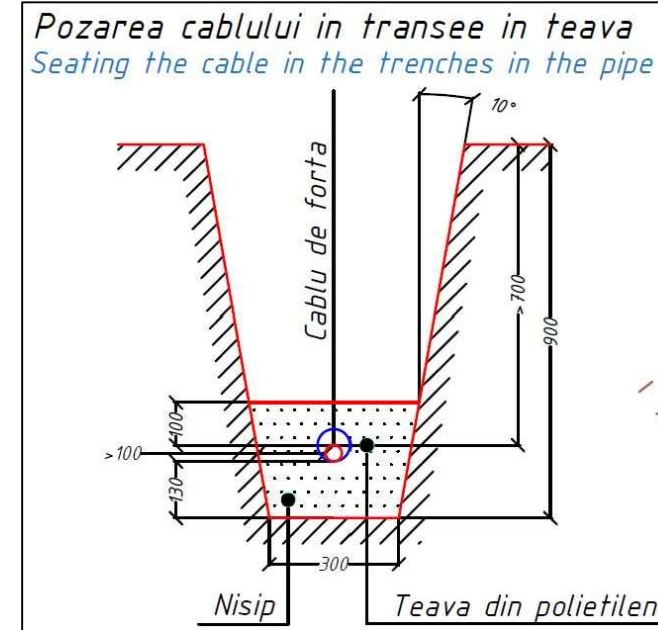 Pozarea cablului in transee in teava
Seating the cable in the trenches in the pipe
10°
Cablu de forta
>700
900
100
>100
130
300
Nisip
Teava din polietilen